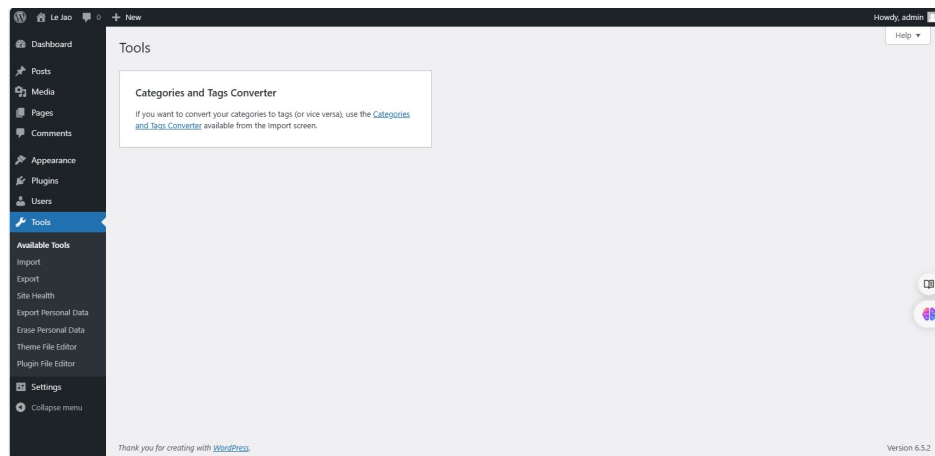 Le Jao 0 New Howdy, admin
Help
Dashboard
Posts
Media
Pages
Comments
Appearance
Plugins
Users
Tools
Available Tools
Import
Export
Site Health
Export Personal Data
Erase Personal Data
Theme File Editor
Plugin File Editor
Settings
Collapse menu
Tools
Categories and Tags Converter
If you want to convert your categories to tags (or vice versa), use the Categories
and Tags Converter available from the Import screen.
Thank you for creating with WordPress.
Version 6.5.2